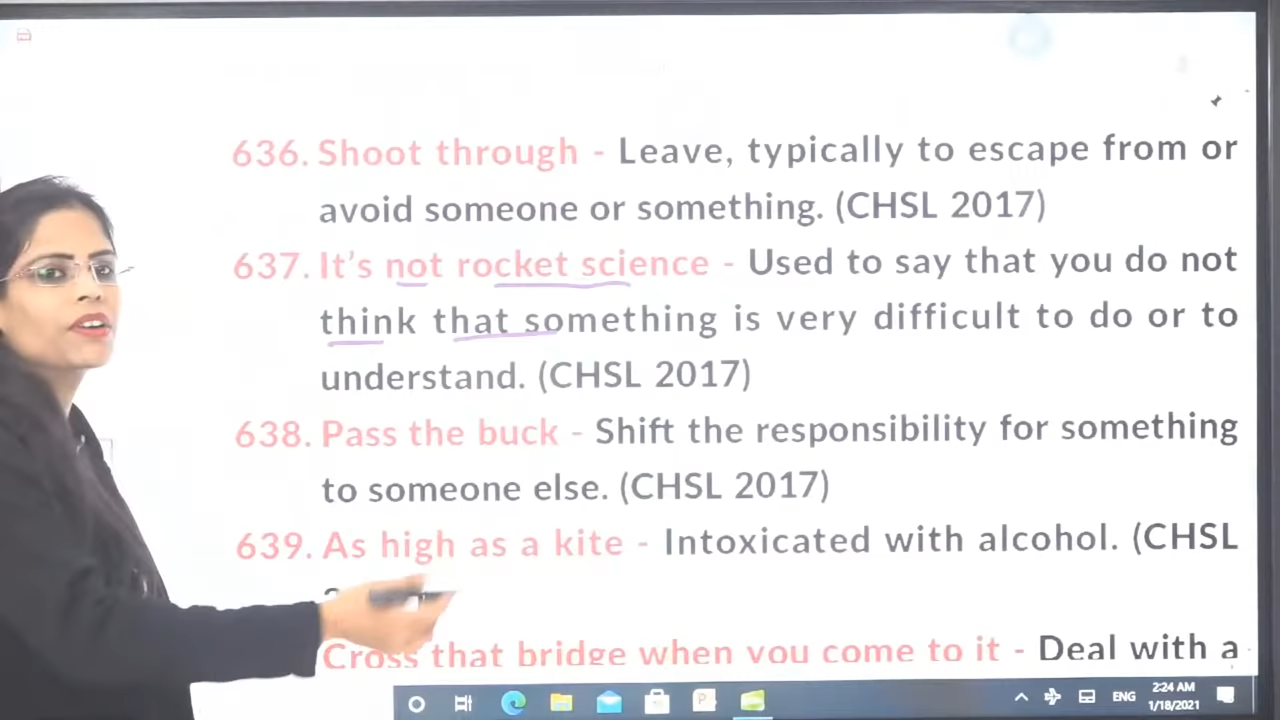 636. Shoot through - Leave, typically to escape from or
avoid someone or something. (CHSL 2017)
637. It's not rocket science - Used to say that you do not
think that something is very difficult to do or to
understand. (CHSL 2017)
638. Pass the buck - Shift the responsibility for something
to someone else. (CHSL 2017)
639. As high as a kite - Intoxicated with alcohol. (CHSL
Cross that bridge when you come to it - Deal with a
ENG
2:24 AM
1/18/2021